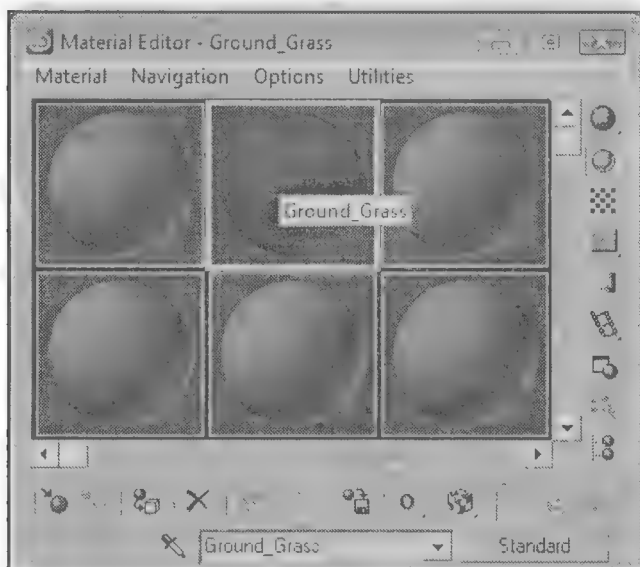 Material Editor - Ground_Grass
Material Navigation Options Utilities
Ground_Grass
Ground_Grass Standard